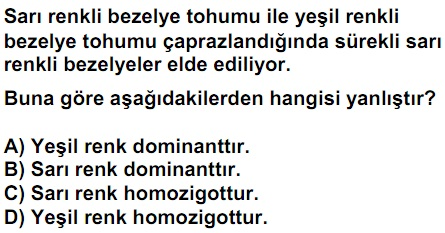 Sarı renkli bezelye tohumu ile yeşil renkli
bezelye tohumu çaprazlandığında sürekli sarı
renkli bezelyeler elde ediliyor.
Buna göre aşağıdakilerden hangisi yanlıştır?
A) Yeşil renk dominanttır.
B) Sarı renk dominanttır.
C) Sarı renk homozigottur.
D) Yeşil renk homozigottur.